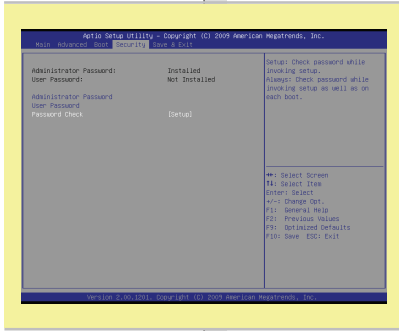 Aptio Setup Utility - Copyright (C) 2009 American Megatrends, Inc.
Main Advanced Boot Security Save & Exit
Administrator Password: Installed
User Password: Not Installed
Administrator Password
User Password
Password Check [Setup]
Setup: Check password while
invoking setup.
Always: Check password while
invoking setup as well as on
each boot.
→←: Select Screen
↑↓: Select Item
Enter: Select
+/-: Change Opt.
F1: General Help
F2: Previous Values
F9: Optimized Defaults
F10: Save ESC: Exit
Version 2.00.1201. Copyright (C) 2009 American Megatrends, Inc.